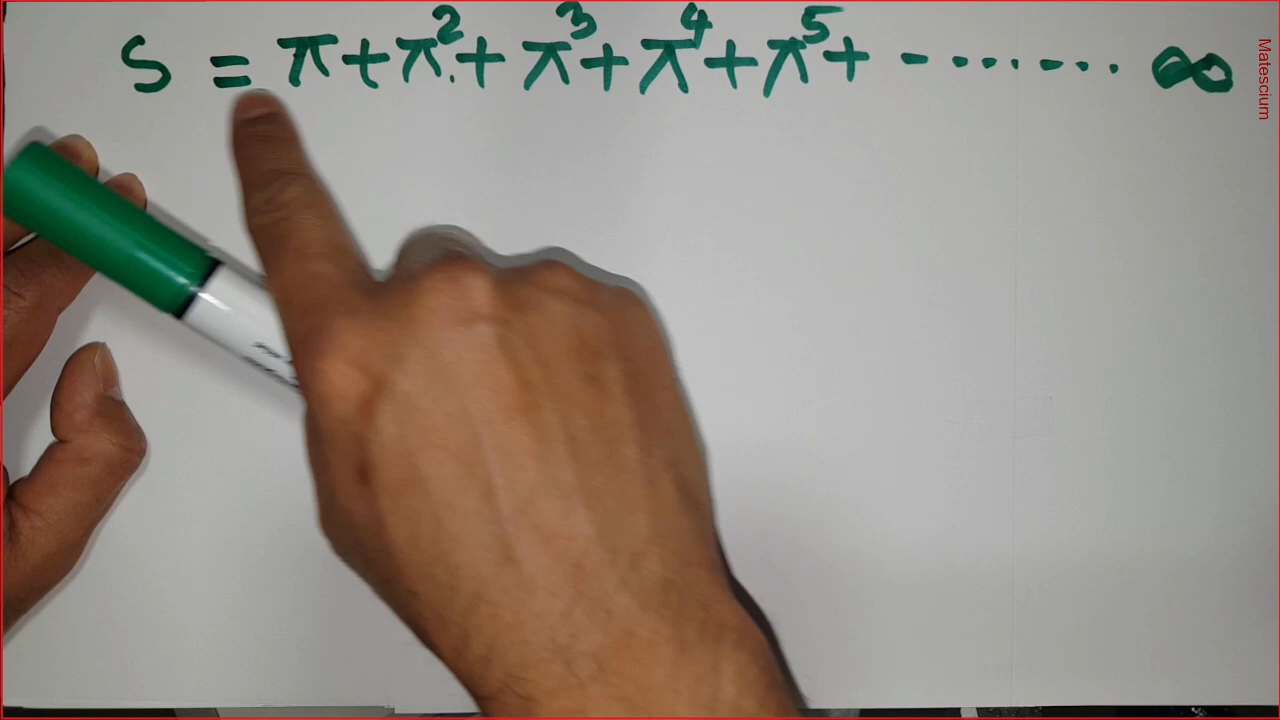 S = π + π² + π³ + π⁴ + π⁵ + - ..... - .. ∞
Matescium